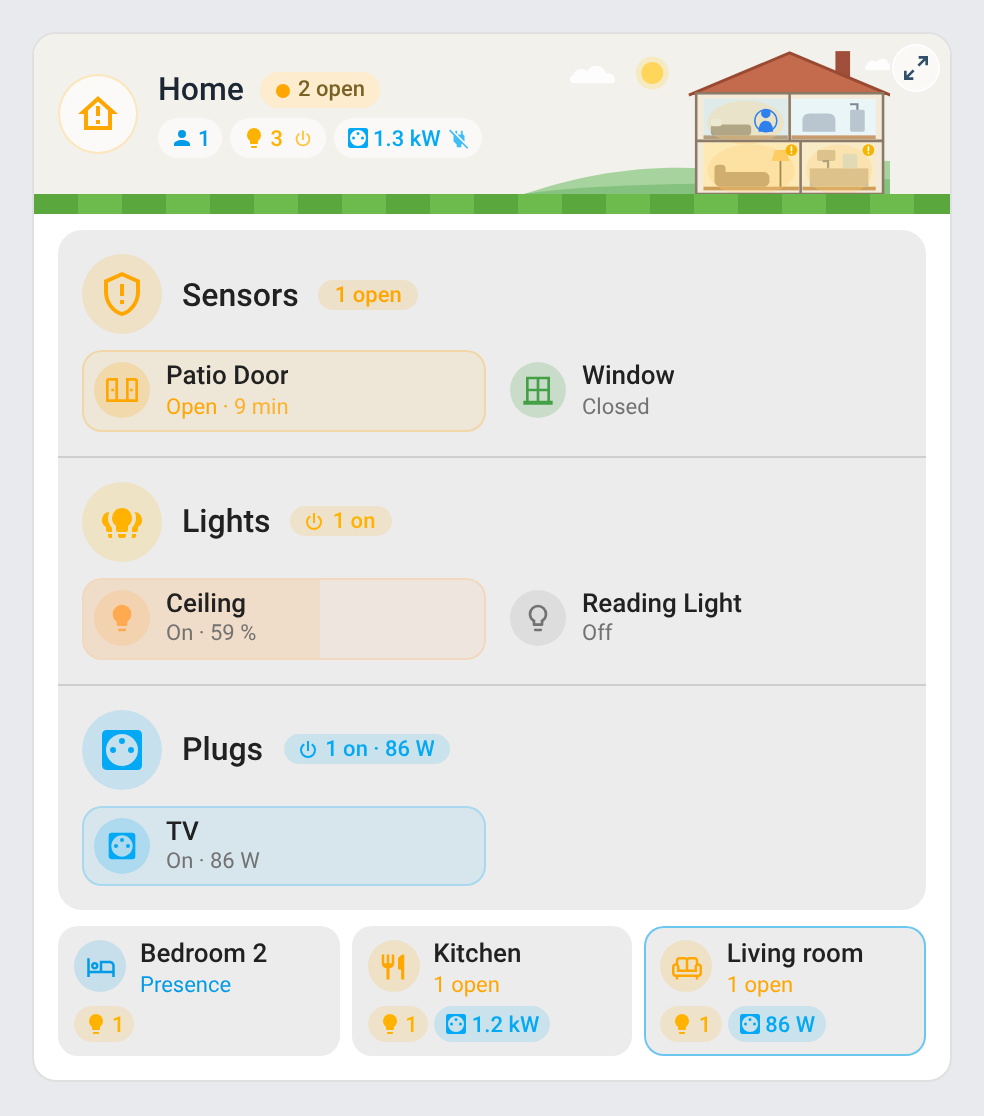 Home
2 open
1
3
1.3 kW
Sensors
1 open
Patio Door
Open · 9 min
Window
Closed
Lights
1 on
Ceiling
On · 59 %
Reading Light
Off
Plugs
1 on · 86 W
TV
On · 86 W
Bedroom 2
Presence
1
Kitchen
1 open
1
1.2 kW
Living room
1 open
1
86 W